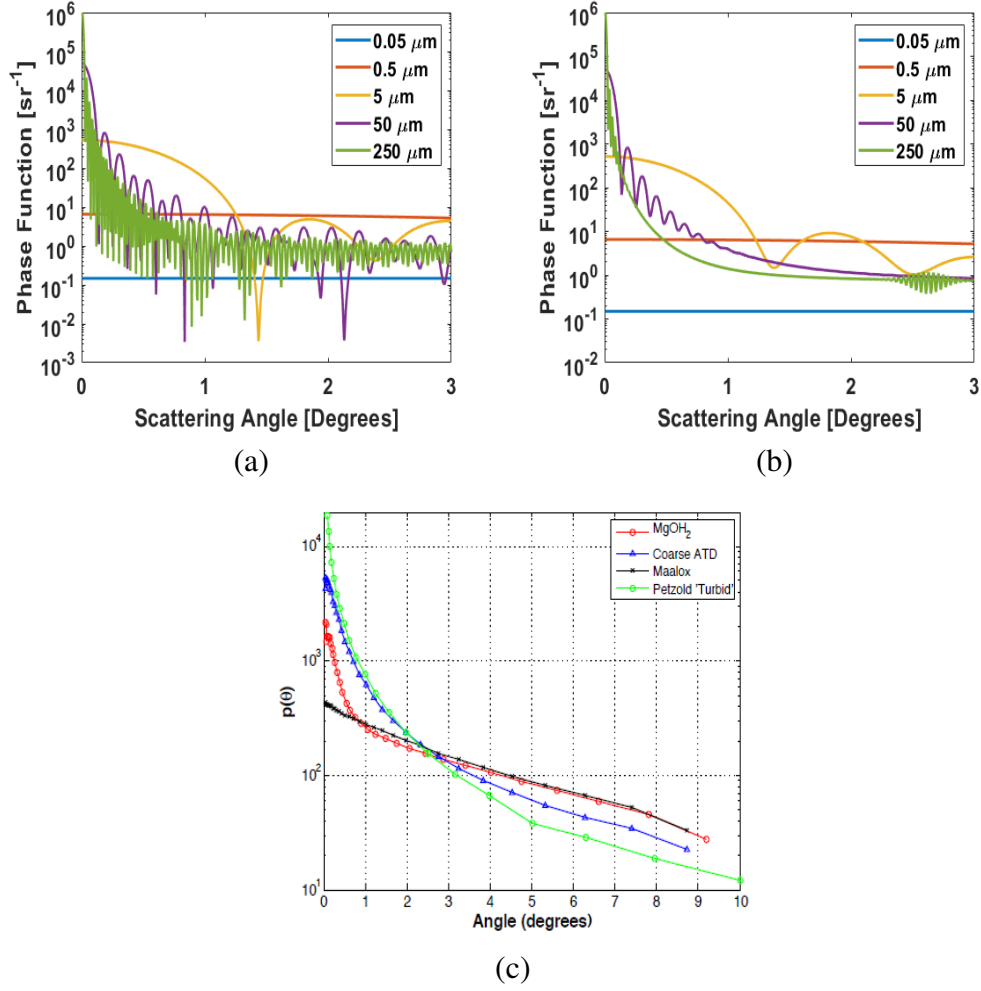 10^6
10^5
10^4
10^3
10^2
10^1
10^0
10^-1
10^-2
10^-3
Phase Function [sr^-1]
0.05 μm
0.5 μm
5 μm
50 μm
250 μm
0 1 2 3
Scattering Angle [Degrees]
(a)
10^6
10^5
10^4
10^3
10^2
10^1
10^0
10^-1
10^-2
Phase Function [sr^-1]
0.05 μm
0.5 μm
5 μm
50 μm
250 μm
0 1 2 3
Scattering Angle [Degrees]
(b)
10^4
10^3
10^2
10^1
p(θ)
MgOH_2
Coarse ATD
Maalox
Petzold 'Turbid'
0 1 2 3 4 5 6 7 8 9 10
Angle (degrees)
(c)